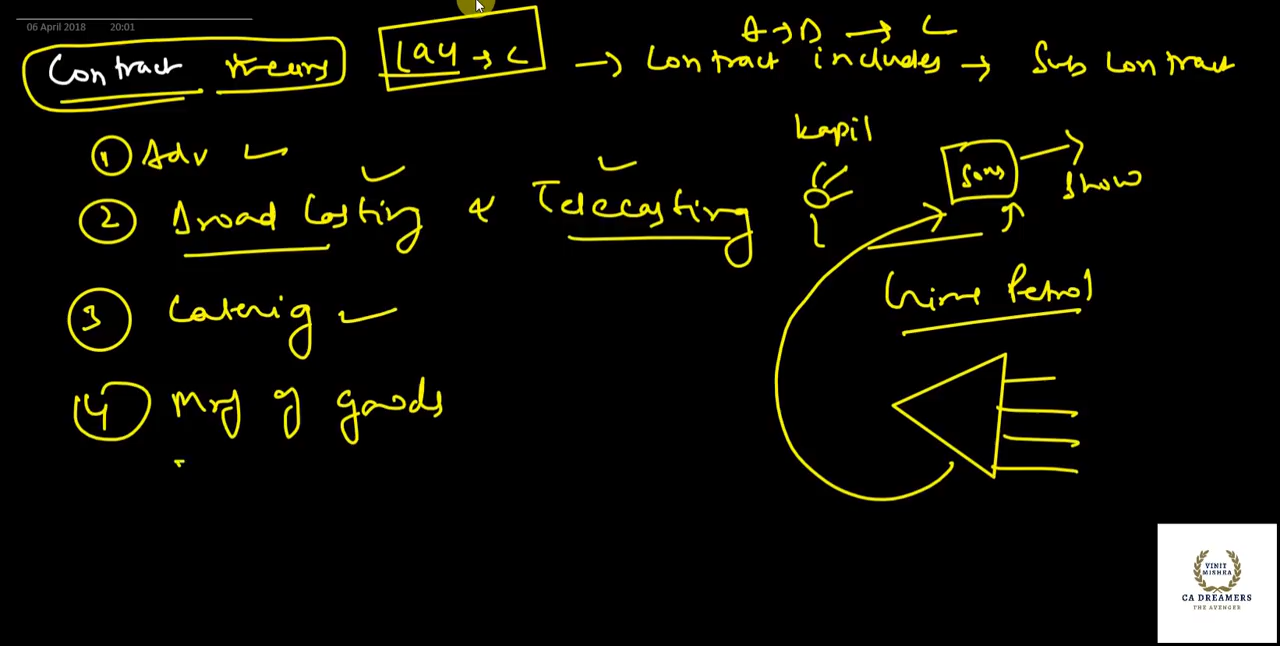 06 April 2018 20:01
A → B → C
Contract means 194 → C → Contract includes → Sub Contract
① Adv
kapil
Sony
Show
② Broad Casting & Telecasting
Crime Petrol
③ Catering
④ Mfg of goods
VINIT
MISHRA
CA DREAMERS
THE AVENGER